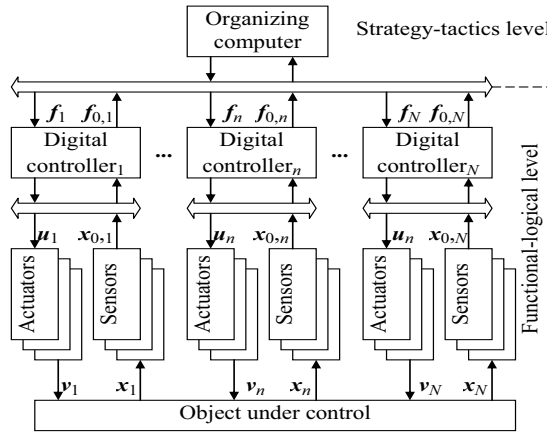 Organizing
computer
Strategy-tactics level
f1 f0,1 fn f0,n fN f0,N
Digital
controller1
...
Digital
controllern
...
Digital
controllerN
u1 x0,1 un x0,n un x0,N
Actuators
Sensors
Actuators
Sensors
Actuators
Sensors
Functional-logical level
v1 x1 vn xn vN xN
Object under control